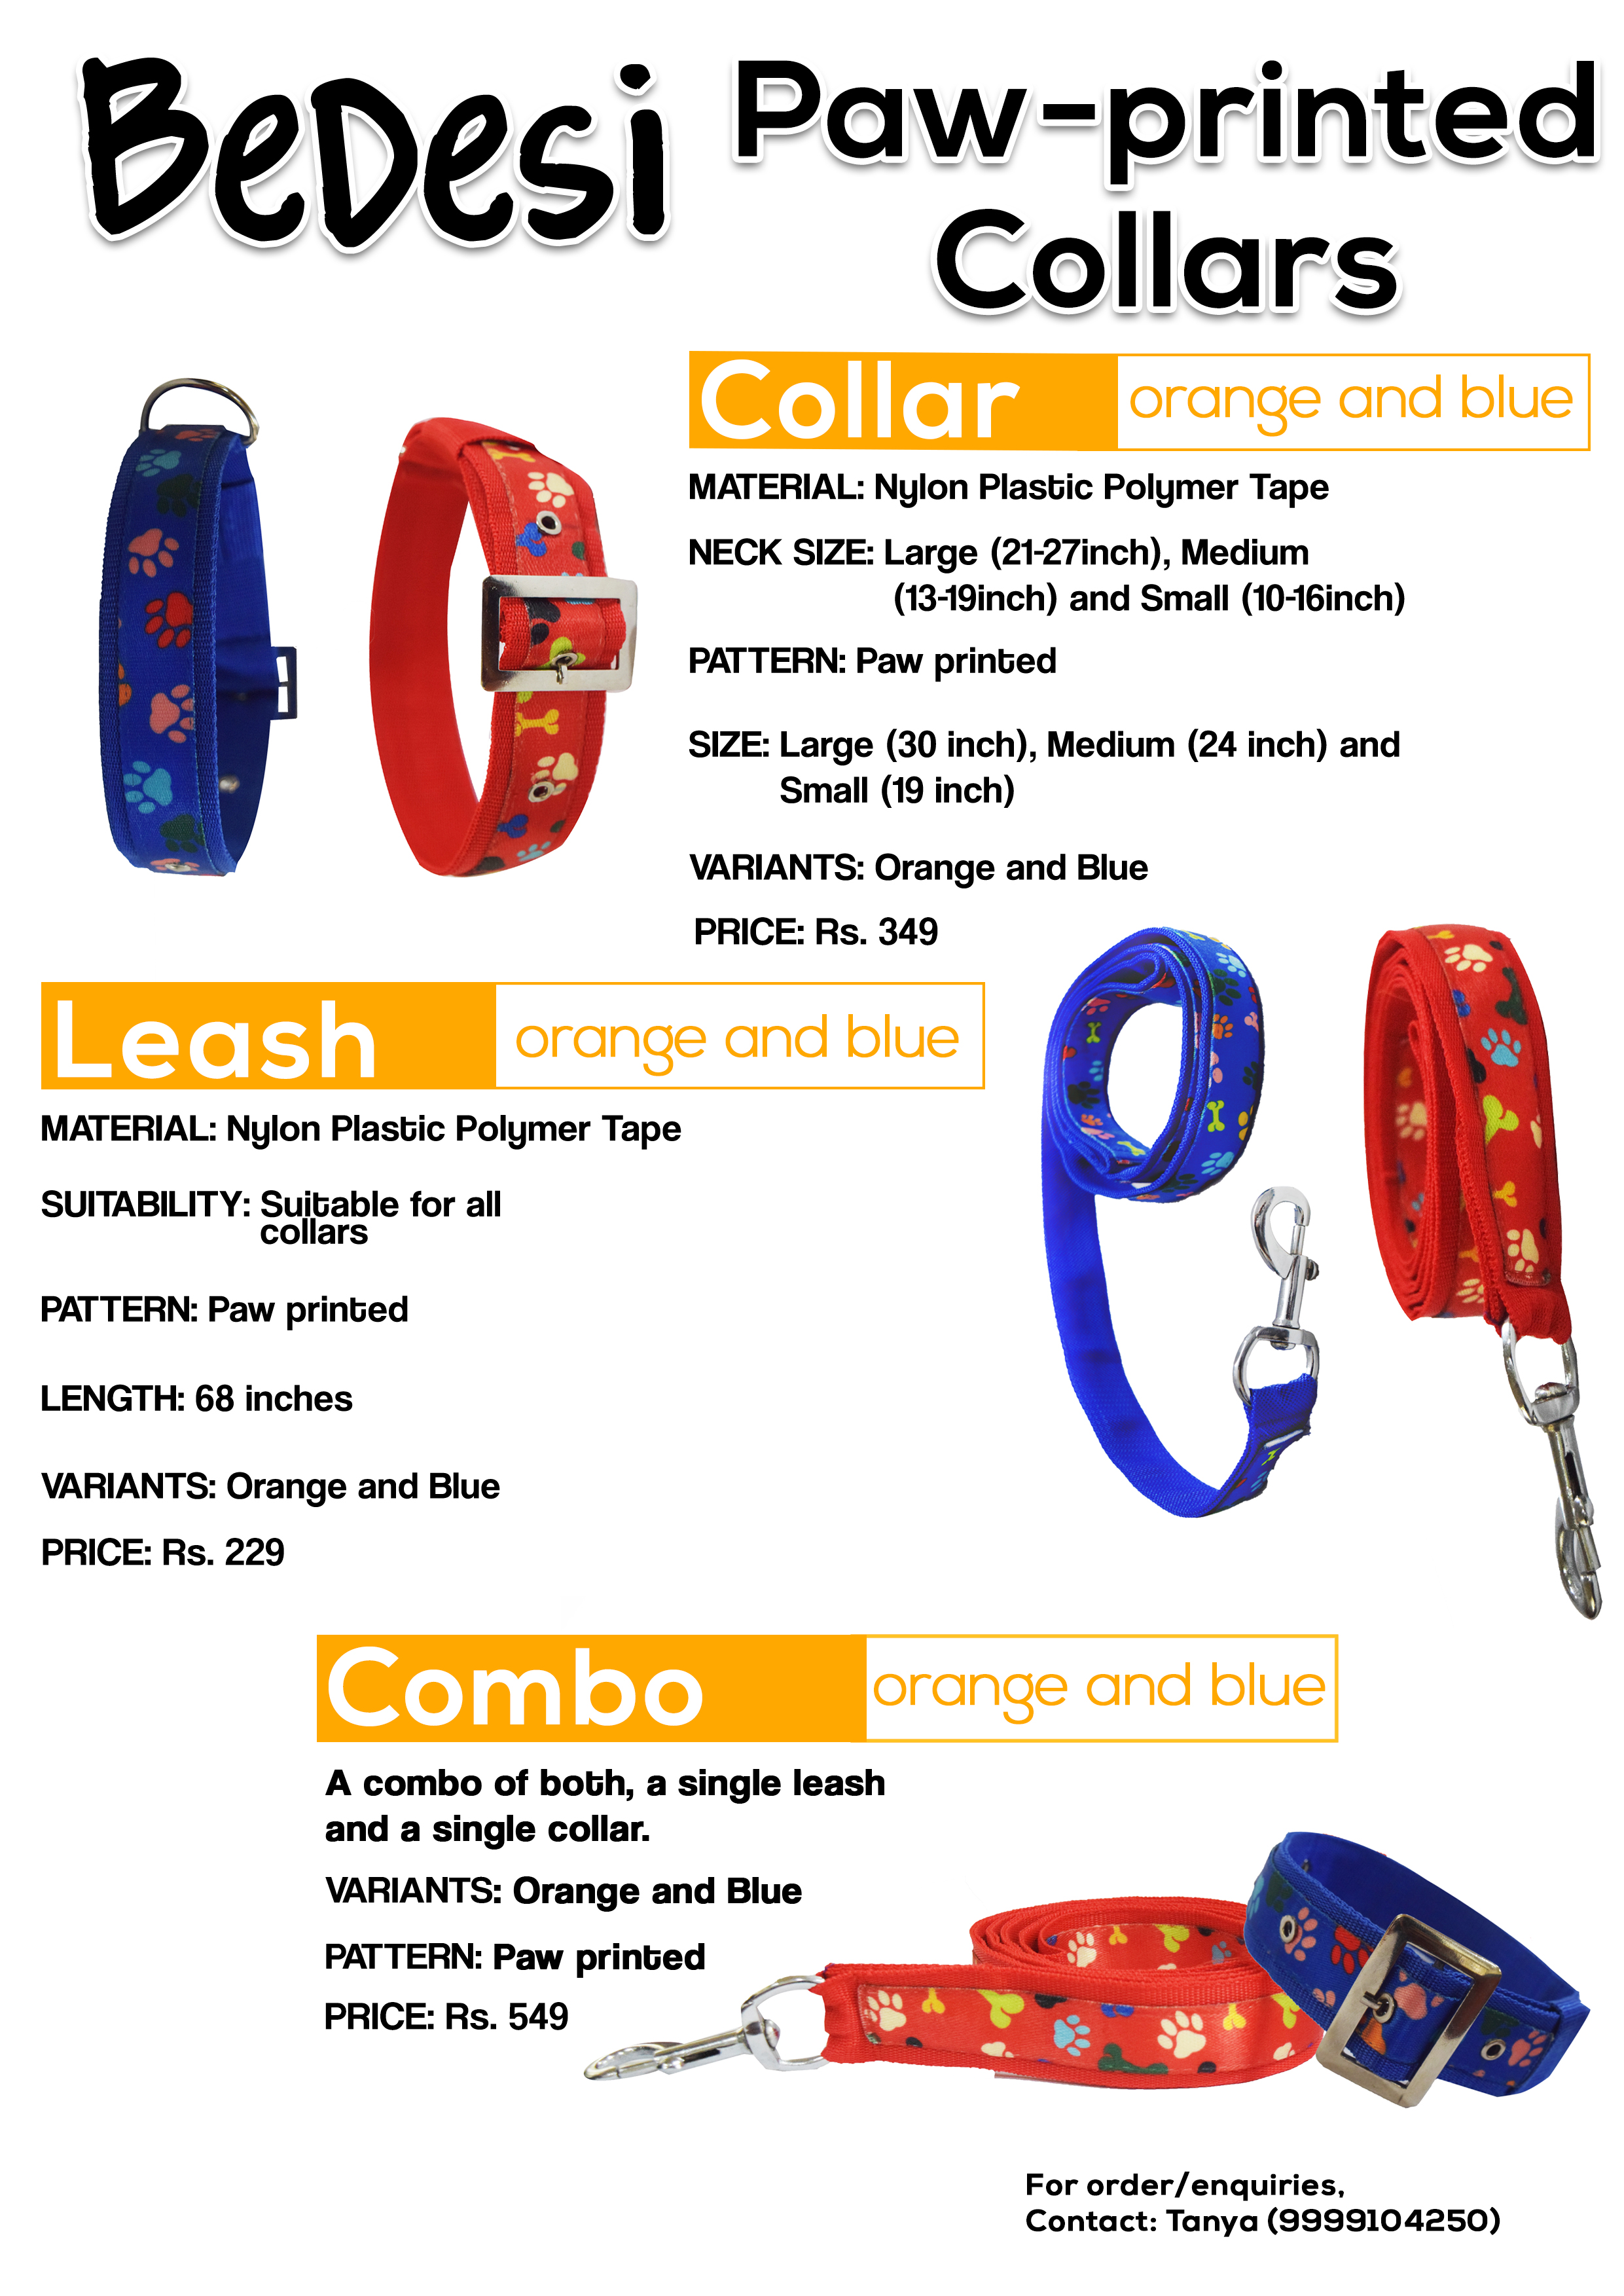 BeDesi
Paw-printed
Collars
Collar
orange and blue
MATERIAL: Nylon Plastic Polymer Tape
NECK SIZE: Large (21-27inch), Medium
(13-19inch) and Small (10-16inch)
PATTERN: Paw printed
SIZE: Large (30 inch), Medium (24 inch) and
Small (19 inch)
VARIANTS: Orange and Blue
PRICE: Rs. 349
Leash
orange and blue
MATERIAL: Nylon Plastic Polymer Tape
SUITABILITY: Suitable for all
collars
PATTERN: Paw printed
LENGTH: 68 inches
VARIANTS: Orange and Blue
PRICE: Rs. 229
Combo
orange and blue
A combo of both, a single leash
and a single collar.
VARIANTS: Orange and Blue
PATTERN: Paw printed
PRICE: Rs. 549
For order/enquiries,
Contact: Tanya (9999104250)